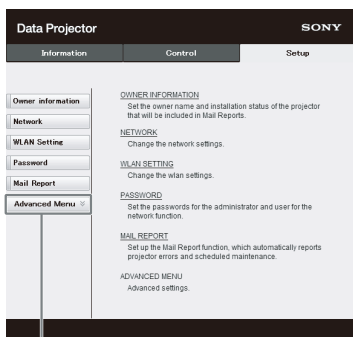 Data Projector
SONY
Information
Control
Setup
Owner information
Network
WLAN Setting
Password
Mail Report
Advanced Menu
OWNER INFORMATION
Set the owner name and installation status of the projector
that will be included in Mail Reports.
NETWORK
Change the network settings.
WLAN SETTING
Change the wlan settings.
PASSWORD
Set the passwords for the administrator and user for the
network function.
MAIL REPORT
Set up the Mail Report function, which automatically reports
projector errors and scheduled maintenance.
ADVANCED MENU
Advanced settings.